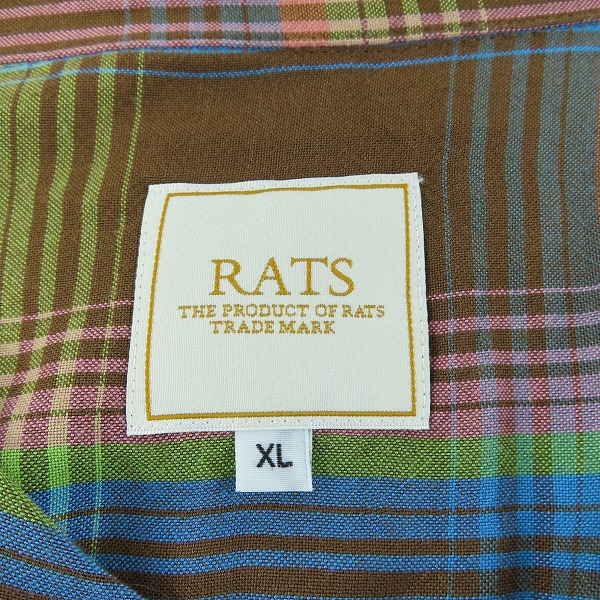 RATS
THE PRODUCT OF RATS
TRADE MARK
XL